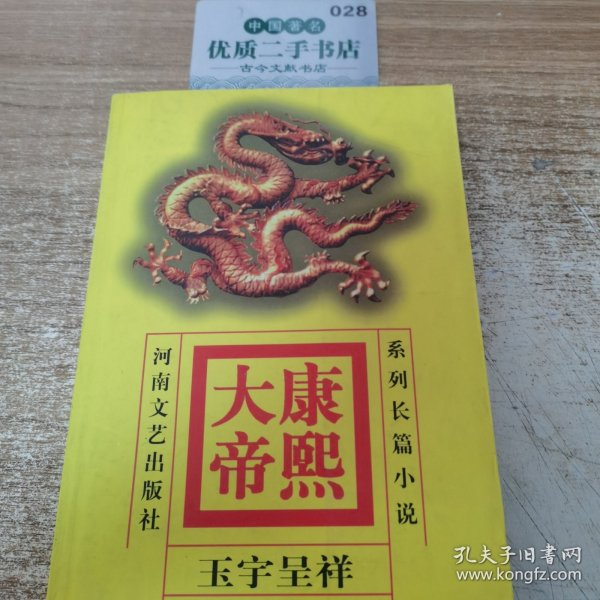 028
中国著名
优质二手书店
古今文献书店
系列长篇小说
康熙
大帝
河南文艺出版社
玉宇呈祥
孔夫子旧书网
www.kongfz.com